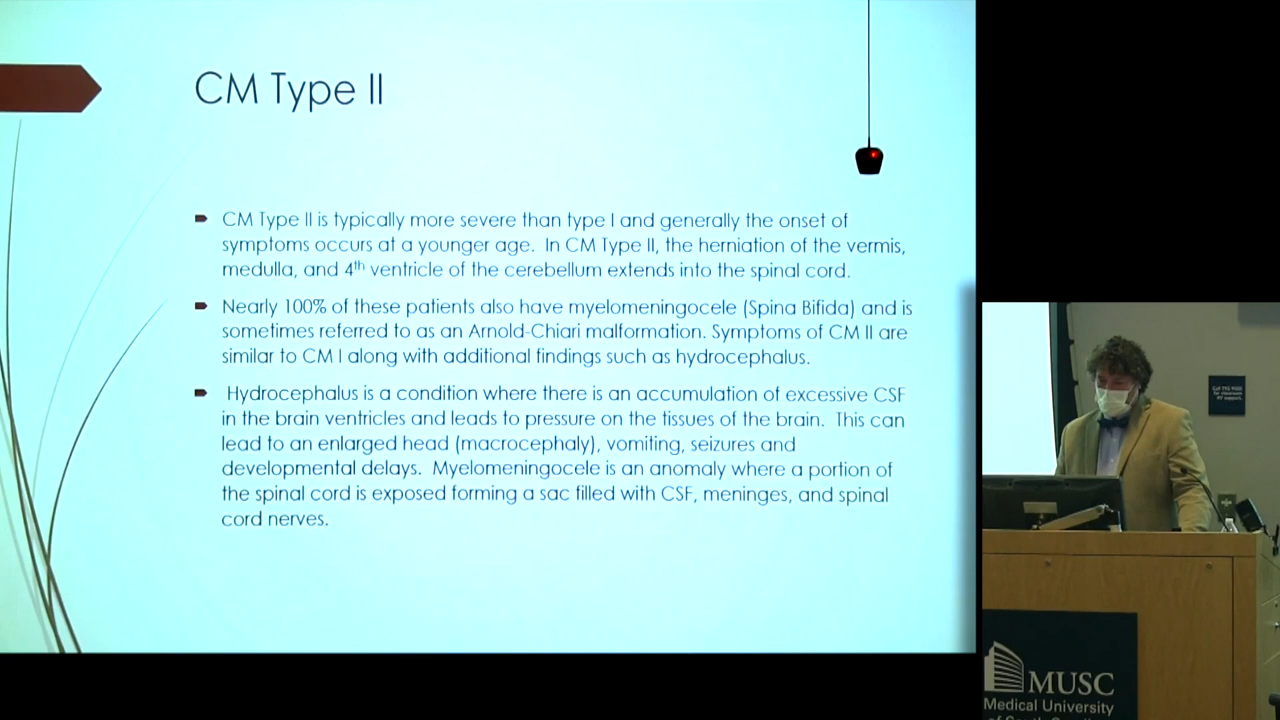 CM Type II
CM Type II is typically more severe than type I and generally the onset of
symptoms occurs at a younger age. In CM Type II, the herniation of the vermis,
medulla, and 4th ventricle of the cerebellum extends into the spinal cord.
Nearly 100% of these patients also have myelomeningocele (Spina Bifida) and is
sometimes referred to as an Arnold-Chiari malformation. Symptoms of CM II are
similar to CM I along with additional findings such as hydrocephalus.
Hydrocephalus is a condition where there is an accumulation of excessive CSF
in the brain ventricles and leads to pressure on the tissues of the brain. This can
lead to an enlarged head (macrocephaly), vomiting, seizures and
developmental delays. Myelomeningocele is an anomaly where a portion of
the spinal cord is exposed forming a sac filled with CSF, meninges, and spinal
cord nerves.
MUSC
Medical University